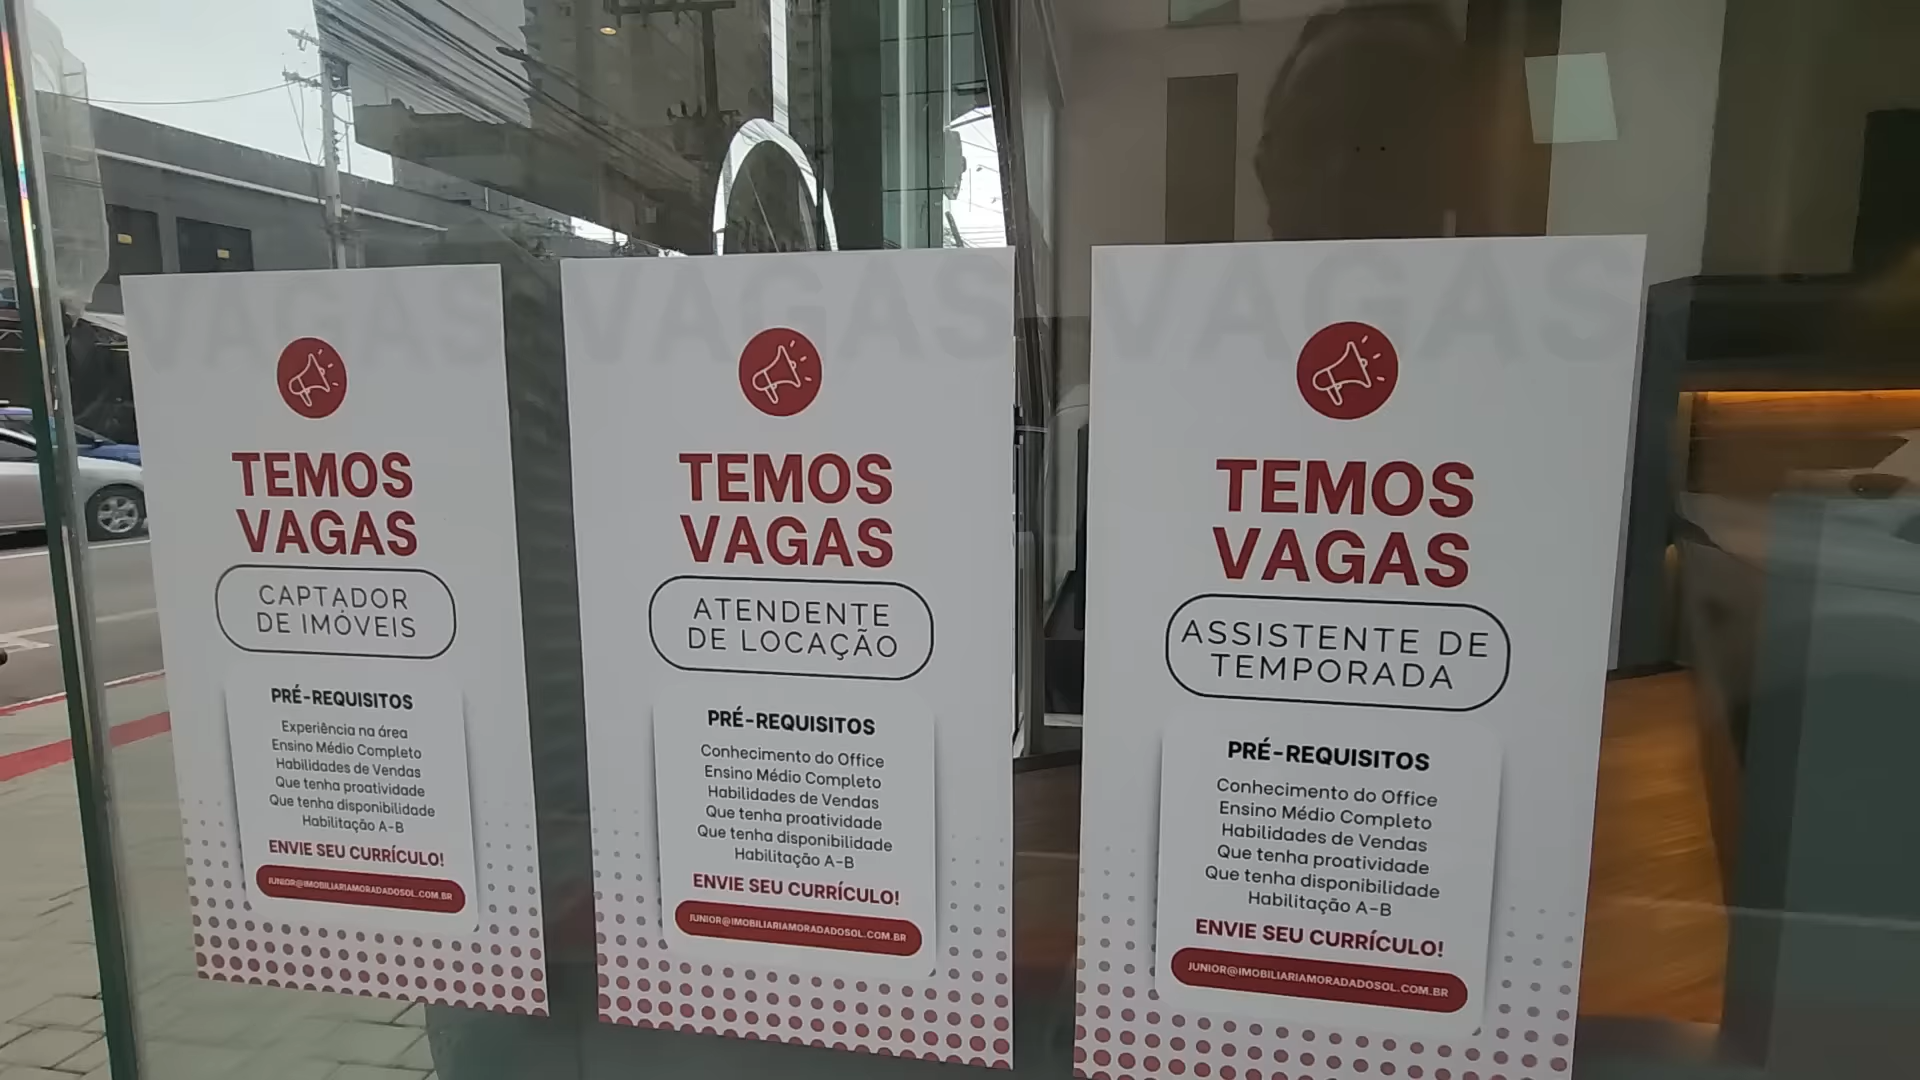 VAGAS
TEMOS
VAGAS
CAPTADOR
DE IMÓVEIS
PRÉ-REQUISITOS
Experiência na área
Ensino Médio Completo
Habilidades de Vendas
Que tenha proatividade
Que tenha disponibilidade
Habilitação A-B
ENVIE SEU CURRÍCULO!
JUNIOR@IMOBILIARIAMORADADOSOL.COM.BR
VAGAS
TEMOS
VAGAS
ATENDENTE
DE LOCAÇÃO
PRÉ-REQUISITOS
Conhecimento do Office
Ensino Médio Completo
Habilidades de Vendas
Que tenha proatividade
Que tenha disponibilidade
Habilitação A-B
ENVIE SEU CURRÍCULO!
JUNIOR@IMOBILIARIAMORADADOSOL.COM.BR
VAGAS
TEMOS
VAGAS
ASSISTENTE DE
TEMPORADA
PRÉ-REQUISITOS
Conhecimento do Office
Ensino Médio Completo
Habilidades de Vendas
Que tenha proatividade
Que tenha disponibilidade
Habilitação A-B
ENVIE SEU CURRÍCULO!
JUNIOR@IMOBILIARIAMORADADOSOL.COM.BR